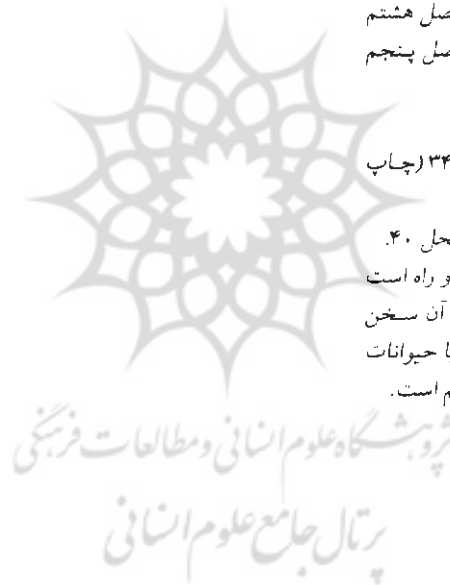 صل هشتم
صل پنجم
۳۴ (چاپ
حل ۴۰.
و راه است
آن سخن
با حیوانات
م است.
پژوهشگاه علوم انسانی و مطالعات فرهنگی
پرتال جامع علوم انسانی